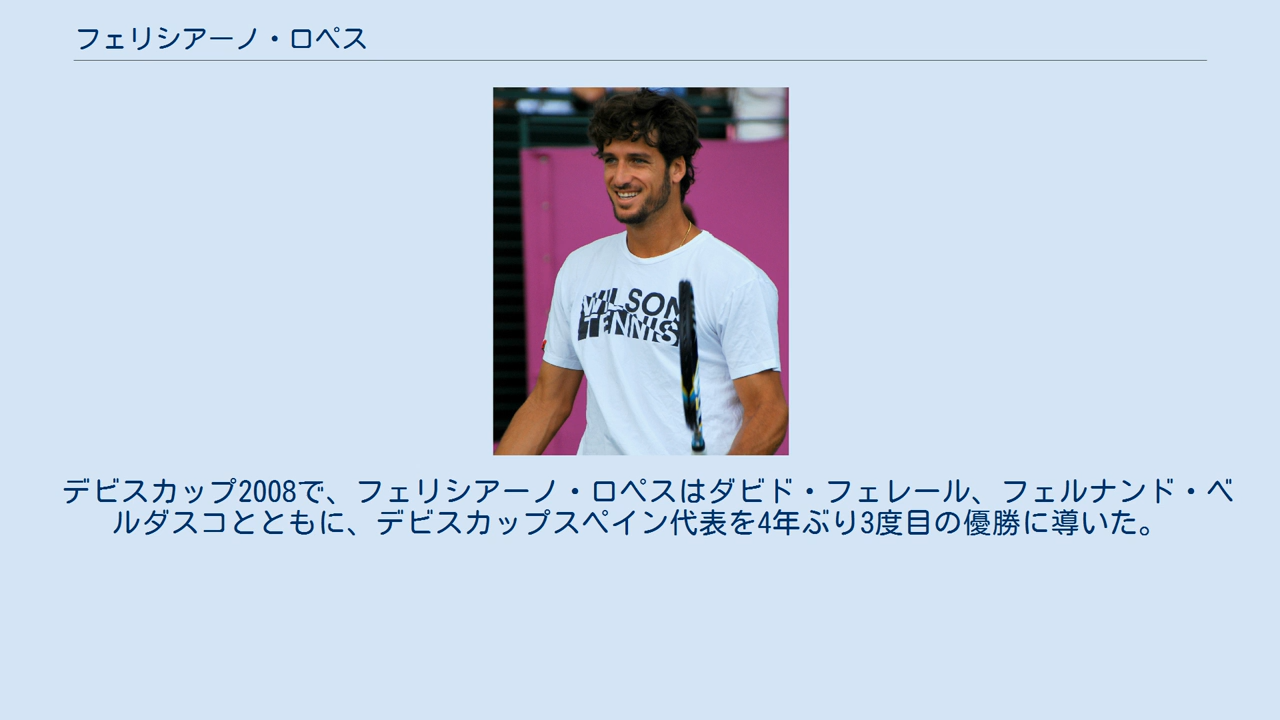 フェリシアーノ・ロペス
WILSON
TENNIS
デビスカップ2008で、フェリシアーノ・ロペスはダビド・フェレール、フェルナンド・ベ
ルダスコとともに、デビスカップスペイン代表を4年ぶり3度目の優勝に導いた。